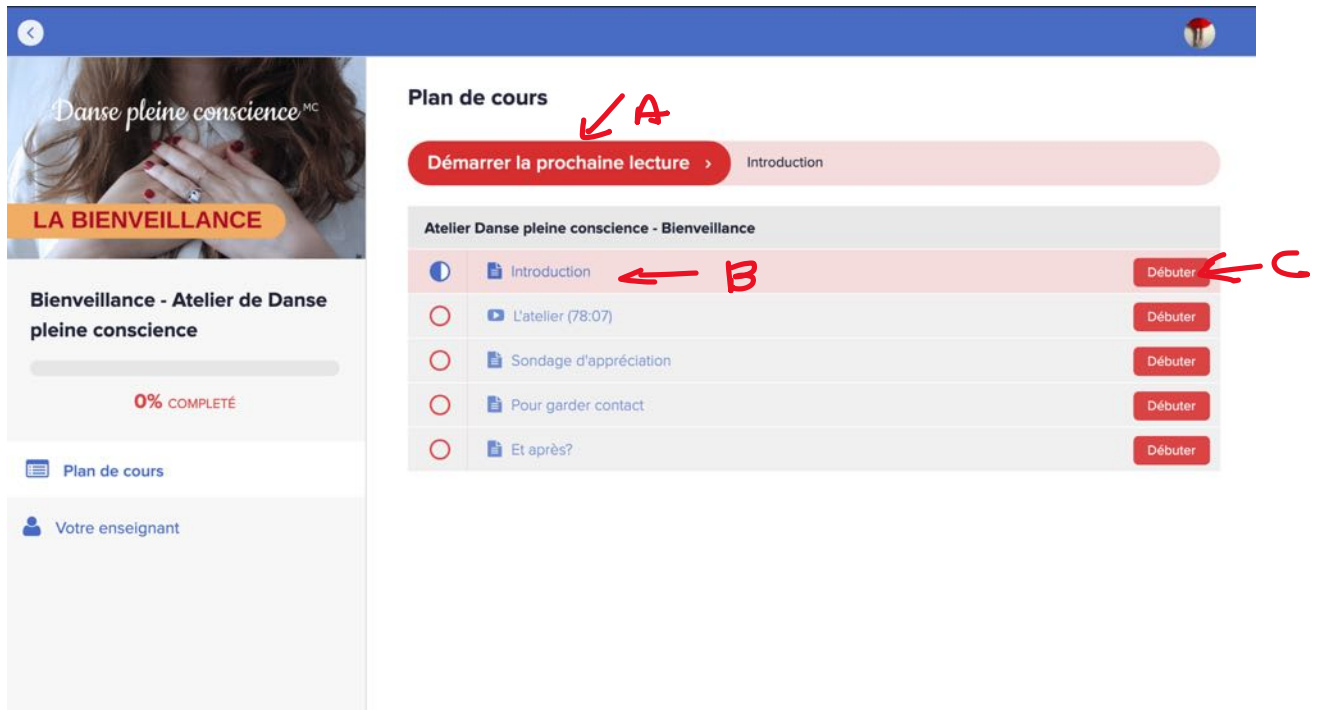 Danse pleine conscience MC
LA BIENVEILLANCE
Bienveillance - Atelier de Danse
pleine conscience
0% COMPLETÉ
Plan de cours
Votre enseignant
Plan de cours
A
Démarrer la prochaine lecture > Introduction
Atelier Danse pleine conscience - Bienveillance
Introduction B Débuter C
L'atelier (78:07) Débuter
Sondage d'appréciation Débuter
Pour garder contact Débuter
Et après? Débuter